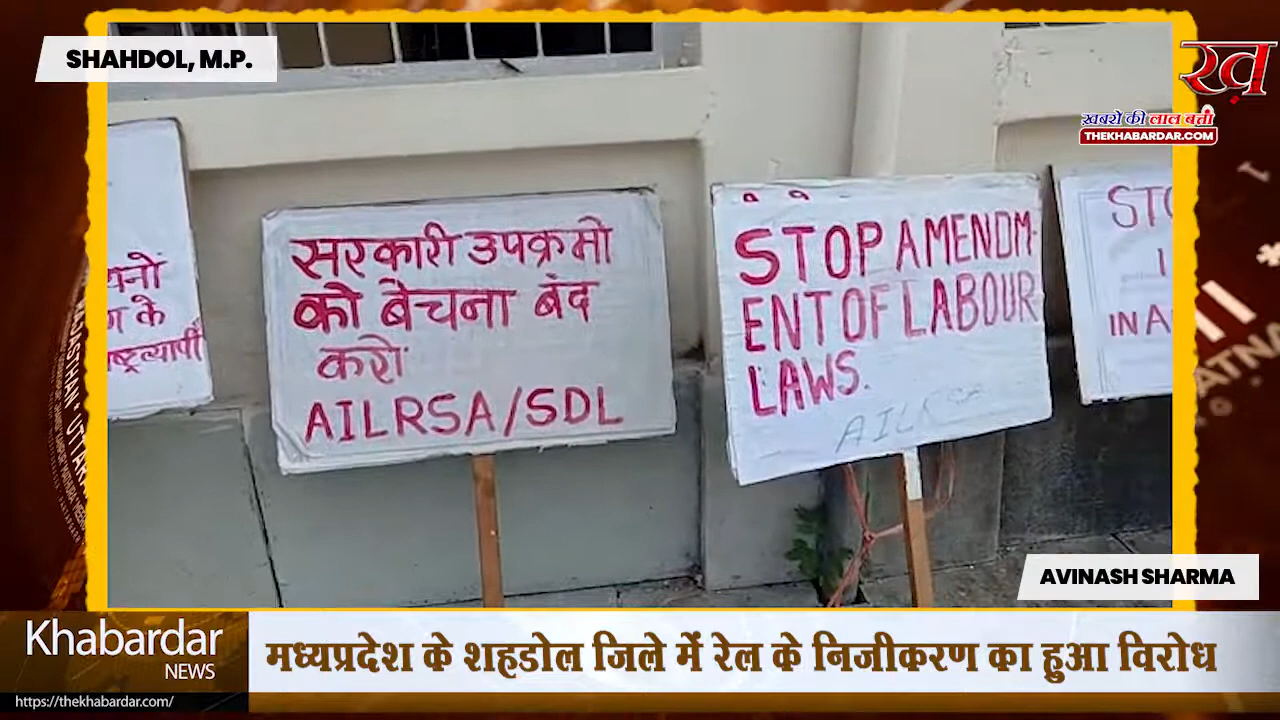 SHAHDOL, M.P.
ख़बरों की लाल बत्ती
THEKHABARDAR.COM
सरकारी उपक्रमो
को बेचना बंद
करो
AILRSA/SDL
STOP AMENDM-
ENT OF LABOUR
LAWS.
AILRSA
के
IN A
AVINASH SHARMA
Khabardar
NEWS
https://thekhabardar.com/
मध्यप्रदेश के शहडोल जिले में रेल के निजीकरण का हुआ विरोध